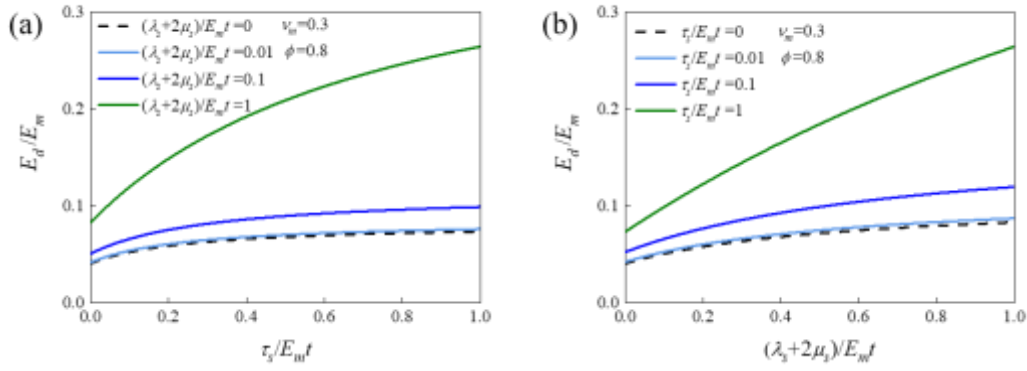 (a)
(λₛ+2μₛ)/Eₘt=0 νₘ=0.3
(λₛ+2μₛ)/Eₘt=0.01 ϕ=0.8
(λₛ+2μₛ)/Eₘt=0.1
(λₛ+2μₛ)/Eₘt=1
0.3
0.2
0.1
0.0
E_d/Eₘ
0.0 0.2 0.4 0.6 0.8 1.0
τₛ/Eₘt
(b)
τₛ/Eₘt=0 νₘ=0.3
τₛ/Eₘt=0.01 ϕ=0.8
τₛ/Eₘt=0.1
τₛ/Eₘt=1
0.3
0.2
0.1
0.0
E_d/Eₘ
0.0 0.2 0.4 0.6 0.8 1.0
(λₛ+2μₛ)/Eₘt